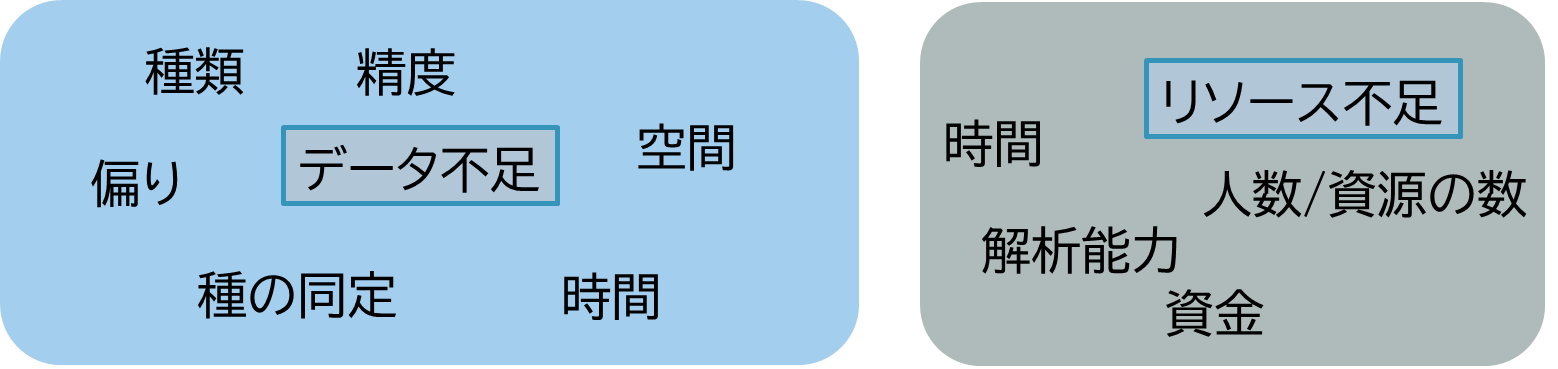 種類
精度
データ不足
空間
偏り
種の同定
時間
リソース不足
時間
人数/資源の数
解析能力
資金